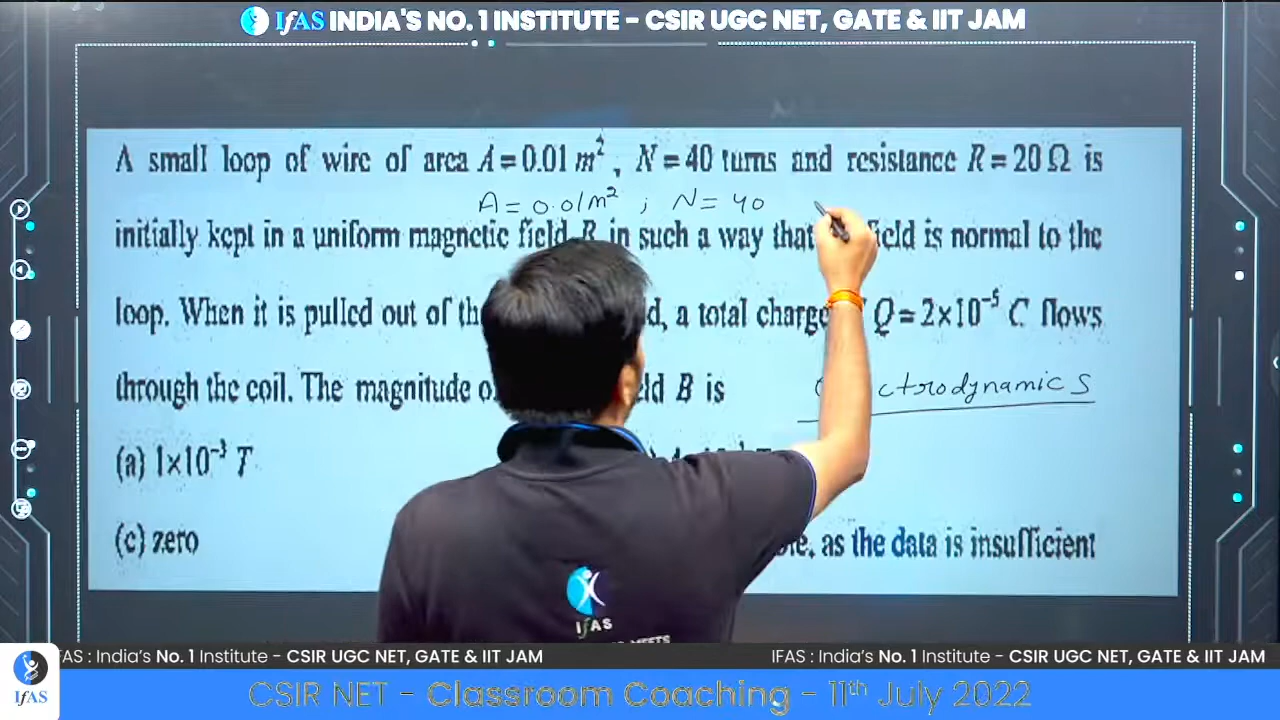 IfAS INDIA'S NO. 1 INSTITUTE - CSIR UGC NET, GATE & IIT JAM
A small loop of wire of area A = 0.01 m², N = 40 turns and resistance R = 20 Ω is
A = 0.01 m² ; N = 40
initially kept in a uniform magnetic field B in such a way that field is normal to the
loop. When it is pulled out of the a total charge Q = 2×10⁻⁵ C flows
through the coil. The magnitude B is
(a) 1×10⁻³ T
(c) zero
as the data is insufficient
IfAS
IFAS : India's No. 1 Institute - CSIR UGC NET, GATE & IIT JAM
IFAS : India's No. 1 Institute - CSIR UGC NET, GATE & IIT JAM
IfAS
CSIR NET - Classroom Coaching - 11th July 2022